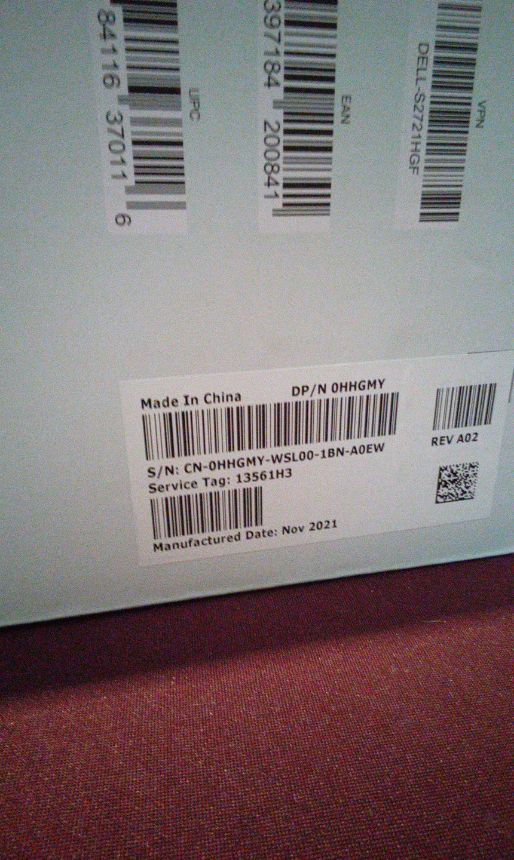 84116 37011 6
UPC
397184 200841
EAN
DELL-S2721HGF
VPN
Made In China
DP/N 0HHGMY
REV A02
S/N: CN-0HHGMY-WSL00-1BN-A0EW
Service Tag: 13561H3
Manufactured Date: Nov 2021